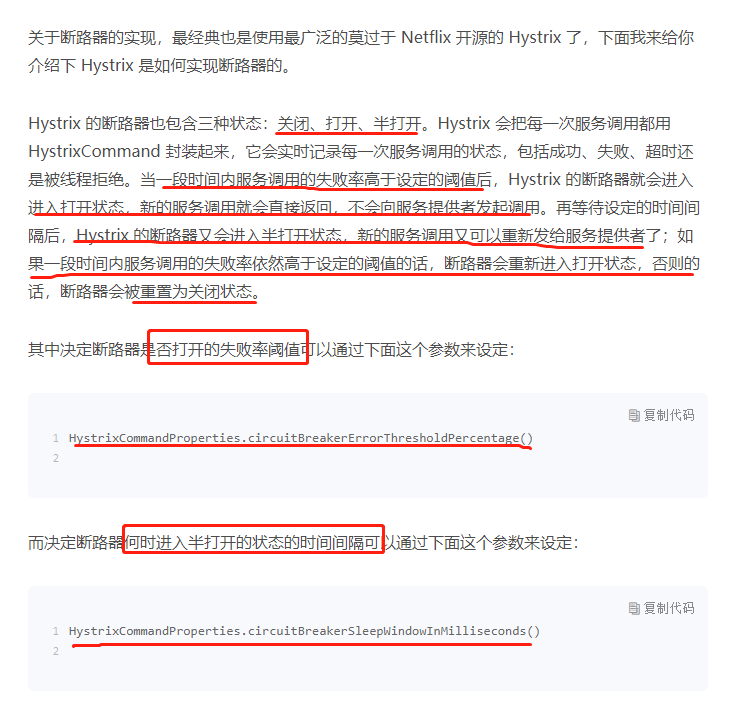 关于断路器的实现，最经典也是使用最广泛的莫过于 Netflix 开源的 Hystrix 了，下面我来给你
介绍下 Hystrix 是如何实现断路器的。
Hystrix 的断路器也包含三种状态：关闭、打开、半打开。Hystrix 会把每一次服务调用都用
HystrixCommand 封装起来，它会实时记录每一次服务调用的状态，包括成功、失败、超时还
是被线程拒绝。当一段时间内服务调用的失败率高于设定的阈值后，Hystrix 的断路器就会进入
进入打开状态，新的服务调用就会直接返回，不会向服务提供者发起调用。再等待设定的时间间
隔后，Hystrix 的断路器又会进入半打开状态，新的服务调用又可以重新发给服务提供者了；如
果一段时间内服务调用的失败率依然高于设定的阈值的话，断路器会重新进入打开状态，否则的
话，断路器会被重置为关闭状态。
其中决定断路器是否打开的失败率阈值可以通过下面这个参数来设定：
复制代码
1 HystrixCommandProperties.circuitBreakerErrorThresholdPercentage()
2
而决定断路器何时进入半打开的状态的时间间隔可以通过下面这个参数来设定：
复制代码
1 HystrixCommandProperties.circuitBreakerSleepWindowInMilliseconds()
2